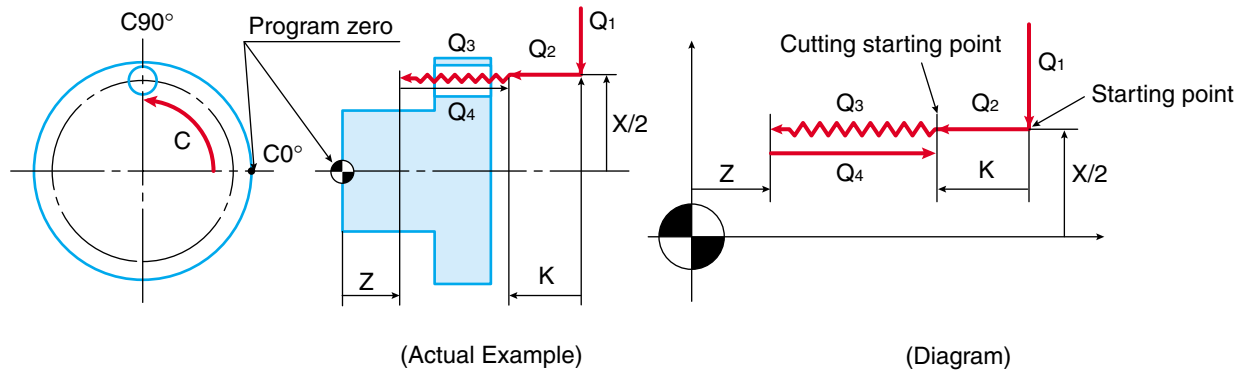 C90°
Program zero
C
C0°
Q3
Q2
Q1
Q4
X/2
Z
K
(Actual Example)
Cutting starting point
Q1
Q3
Q2
Starting point
Z
Q4
K
X/2
(Diagram)